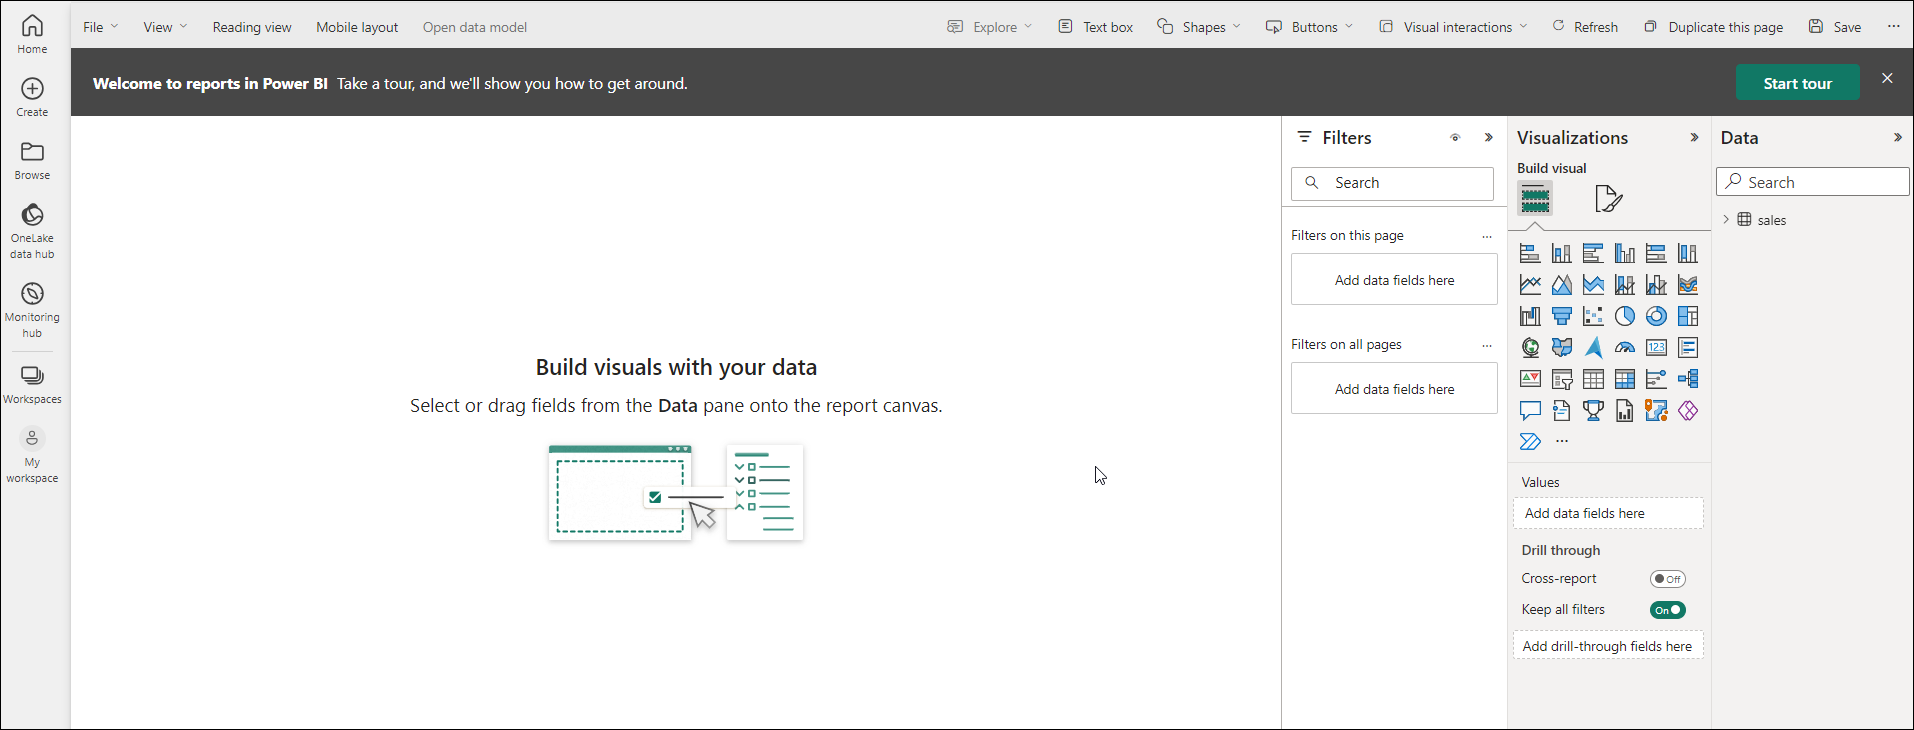 Home
Create
Browse
OneLake
data hub
Monitoring
hub
Workspaces
My
workspace
File
View
Reading view
Mobile layout
Open data model
Explore
Text box
Shapes
Buttons
Visual interactions
Refresh
Duplicate this page
Save
...
Welcome to reports in Power BI Take a tour, and we'll show you how to get around.
Start tour
Build visuals with your data
Select or drag fields from the Data pane onto the report canvas.
Filters
Search
Filters on this page
...
Add data fields here
Filters on all pages
...
Add data fields here
Visualizations
Build visual
123
...
Values
Add data fields here
Drill through
Cross-report
Off
Keep all filters
On
Add drill-through fields here
Data
Search
sales